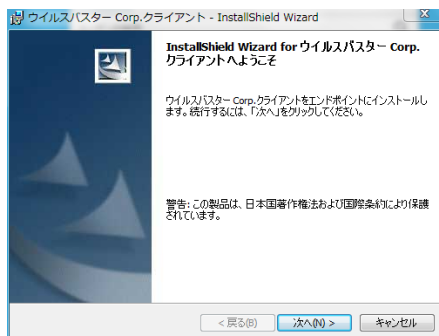 ウイルスバスター Corp.クライアント - InstallShield Wizard
InstallShield Wizard for ウイルスバスター Corp.
クライアントへようこそ
ウイルスバスター Corp.クライアントをエンドポイントにインストールし
ます。続行するには、「次へ」をクリックしてください。
警告: この製品は、日本国著作権法および国際条約により保護
されています。
< 戻る(B)
次へ(N) >
キャンセル